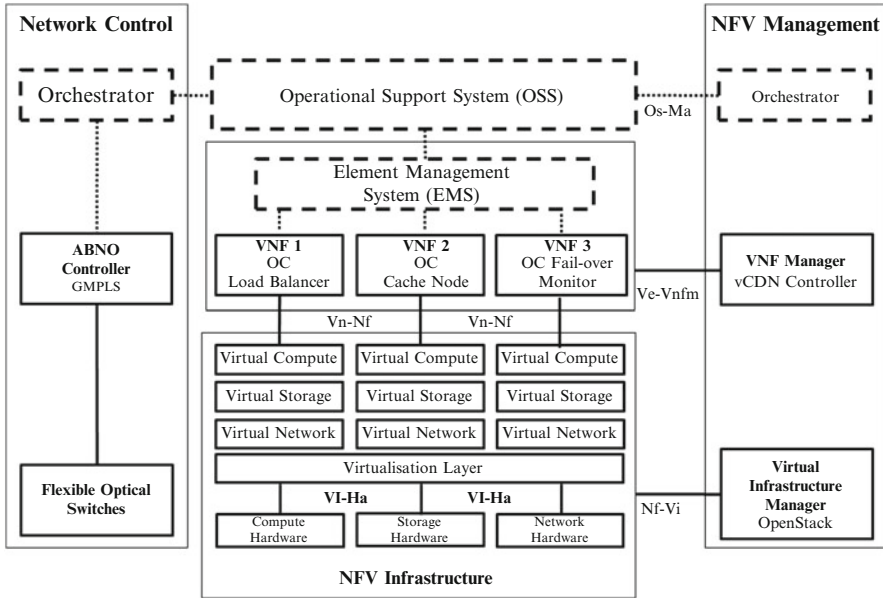 Network Control
NFV Management
Orchestrator
Operational Support System (OSS)
Os-Ma
Orchestrator
Element Management
System (EMS)
ABNO
Controller
GMPLS
VNF 1
OC
Load Balancer
VNF 2
OC
Cache Node
VNF 3
OC Fail-over
Monitor
VNF Manager
vCDN Controller
Ve-Vnfm
Vn-Nf
Vn-Nf
Virtual Compute
Virtual Compute
Virtual Compute
Virtual Storage
Virtual Storage
Virtual Storage
Virtual Network
Virtual Network
Virtual Network
Virtualisation Layer
Flexible Optical
Switches
VI-Ha
VI-Ha
Nf-Vi
Virtual
Infrastructure
Manager
OpenStack
Compute
Hardware
Storage
Hardware
Network
Hardware
NFV Infrastructure